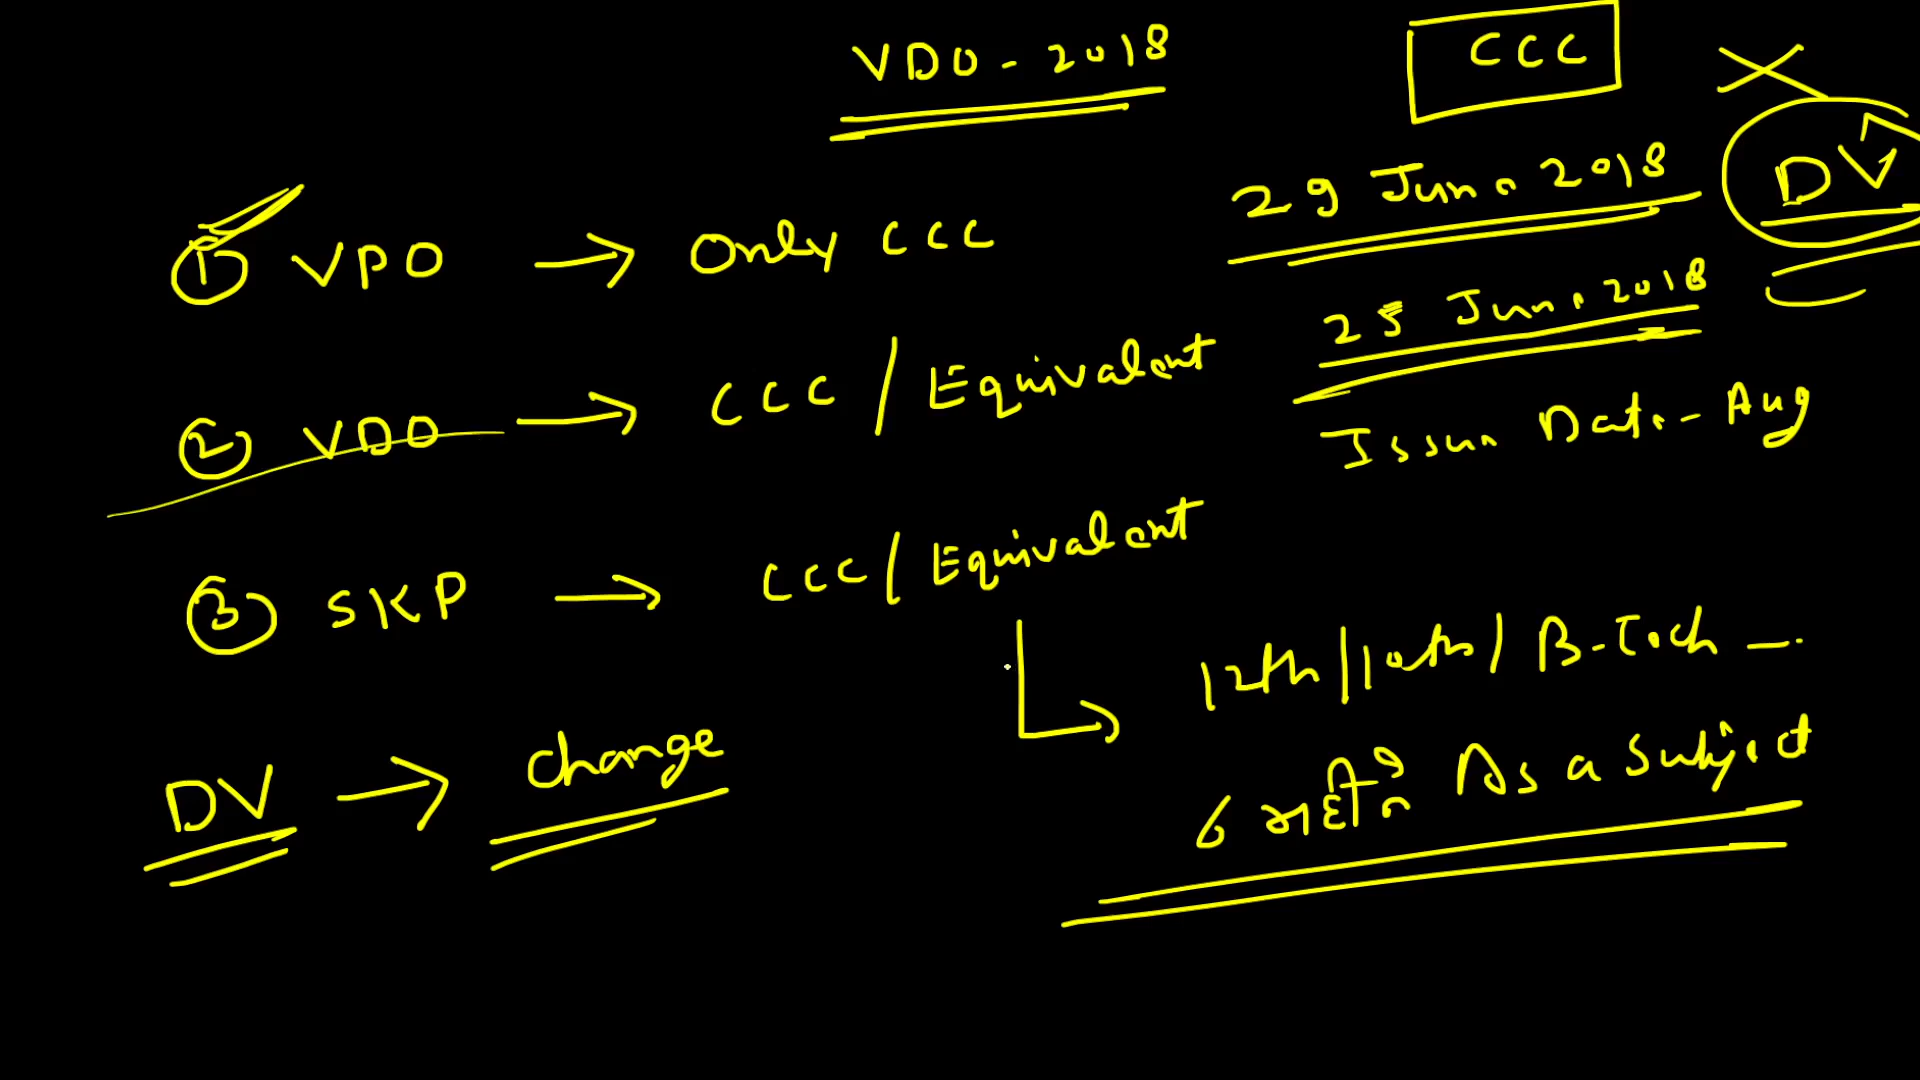 VDO - 2018
CCC
DV
29 June 2018
① VPO → Only CCC
25 June 2018
② VDO → CCC / Equivalent
Issue Date - Aug
③ SKP → CCC / Equivalent
12th / 10th / B-Tech - ..
DV → Change
6 महीने As a Subject